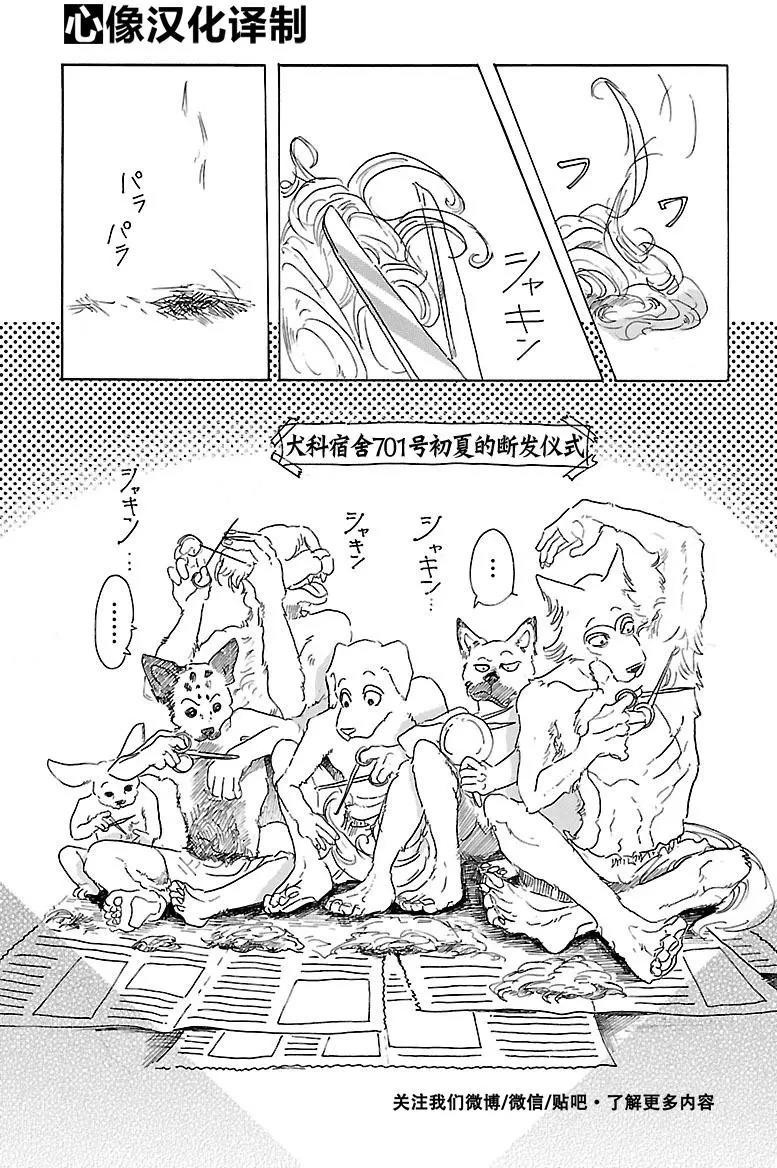 心像汉化译制
フワ
シャキン
パラ
パラ
犬科宿舍701号初夏的断发仪式
…
シャキン…
シャキン
シャキン…
……
关注我们微博/微信/贴吧·了解更多内容